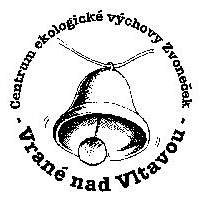 Centrum ekologické výchovy Zvoneček
- Vrané nad Vltavou -